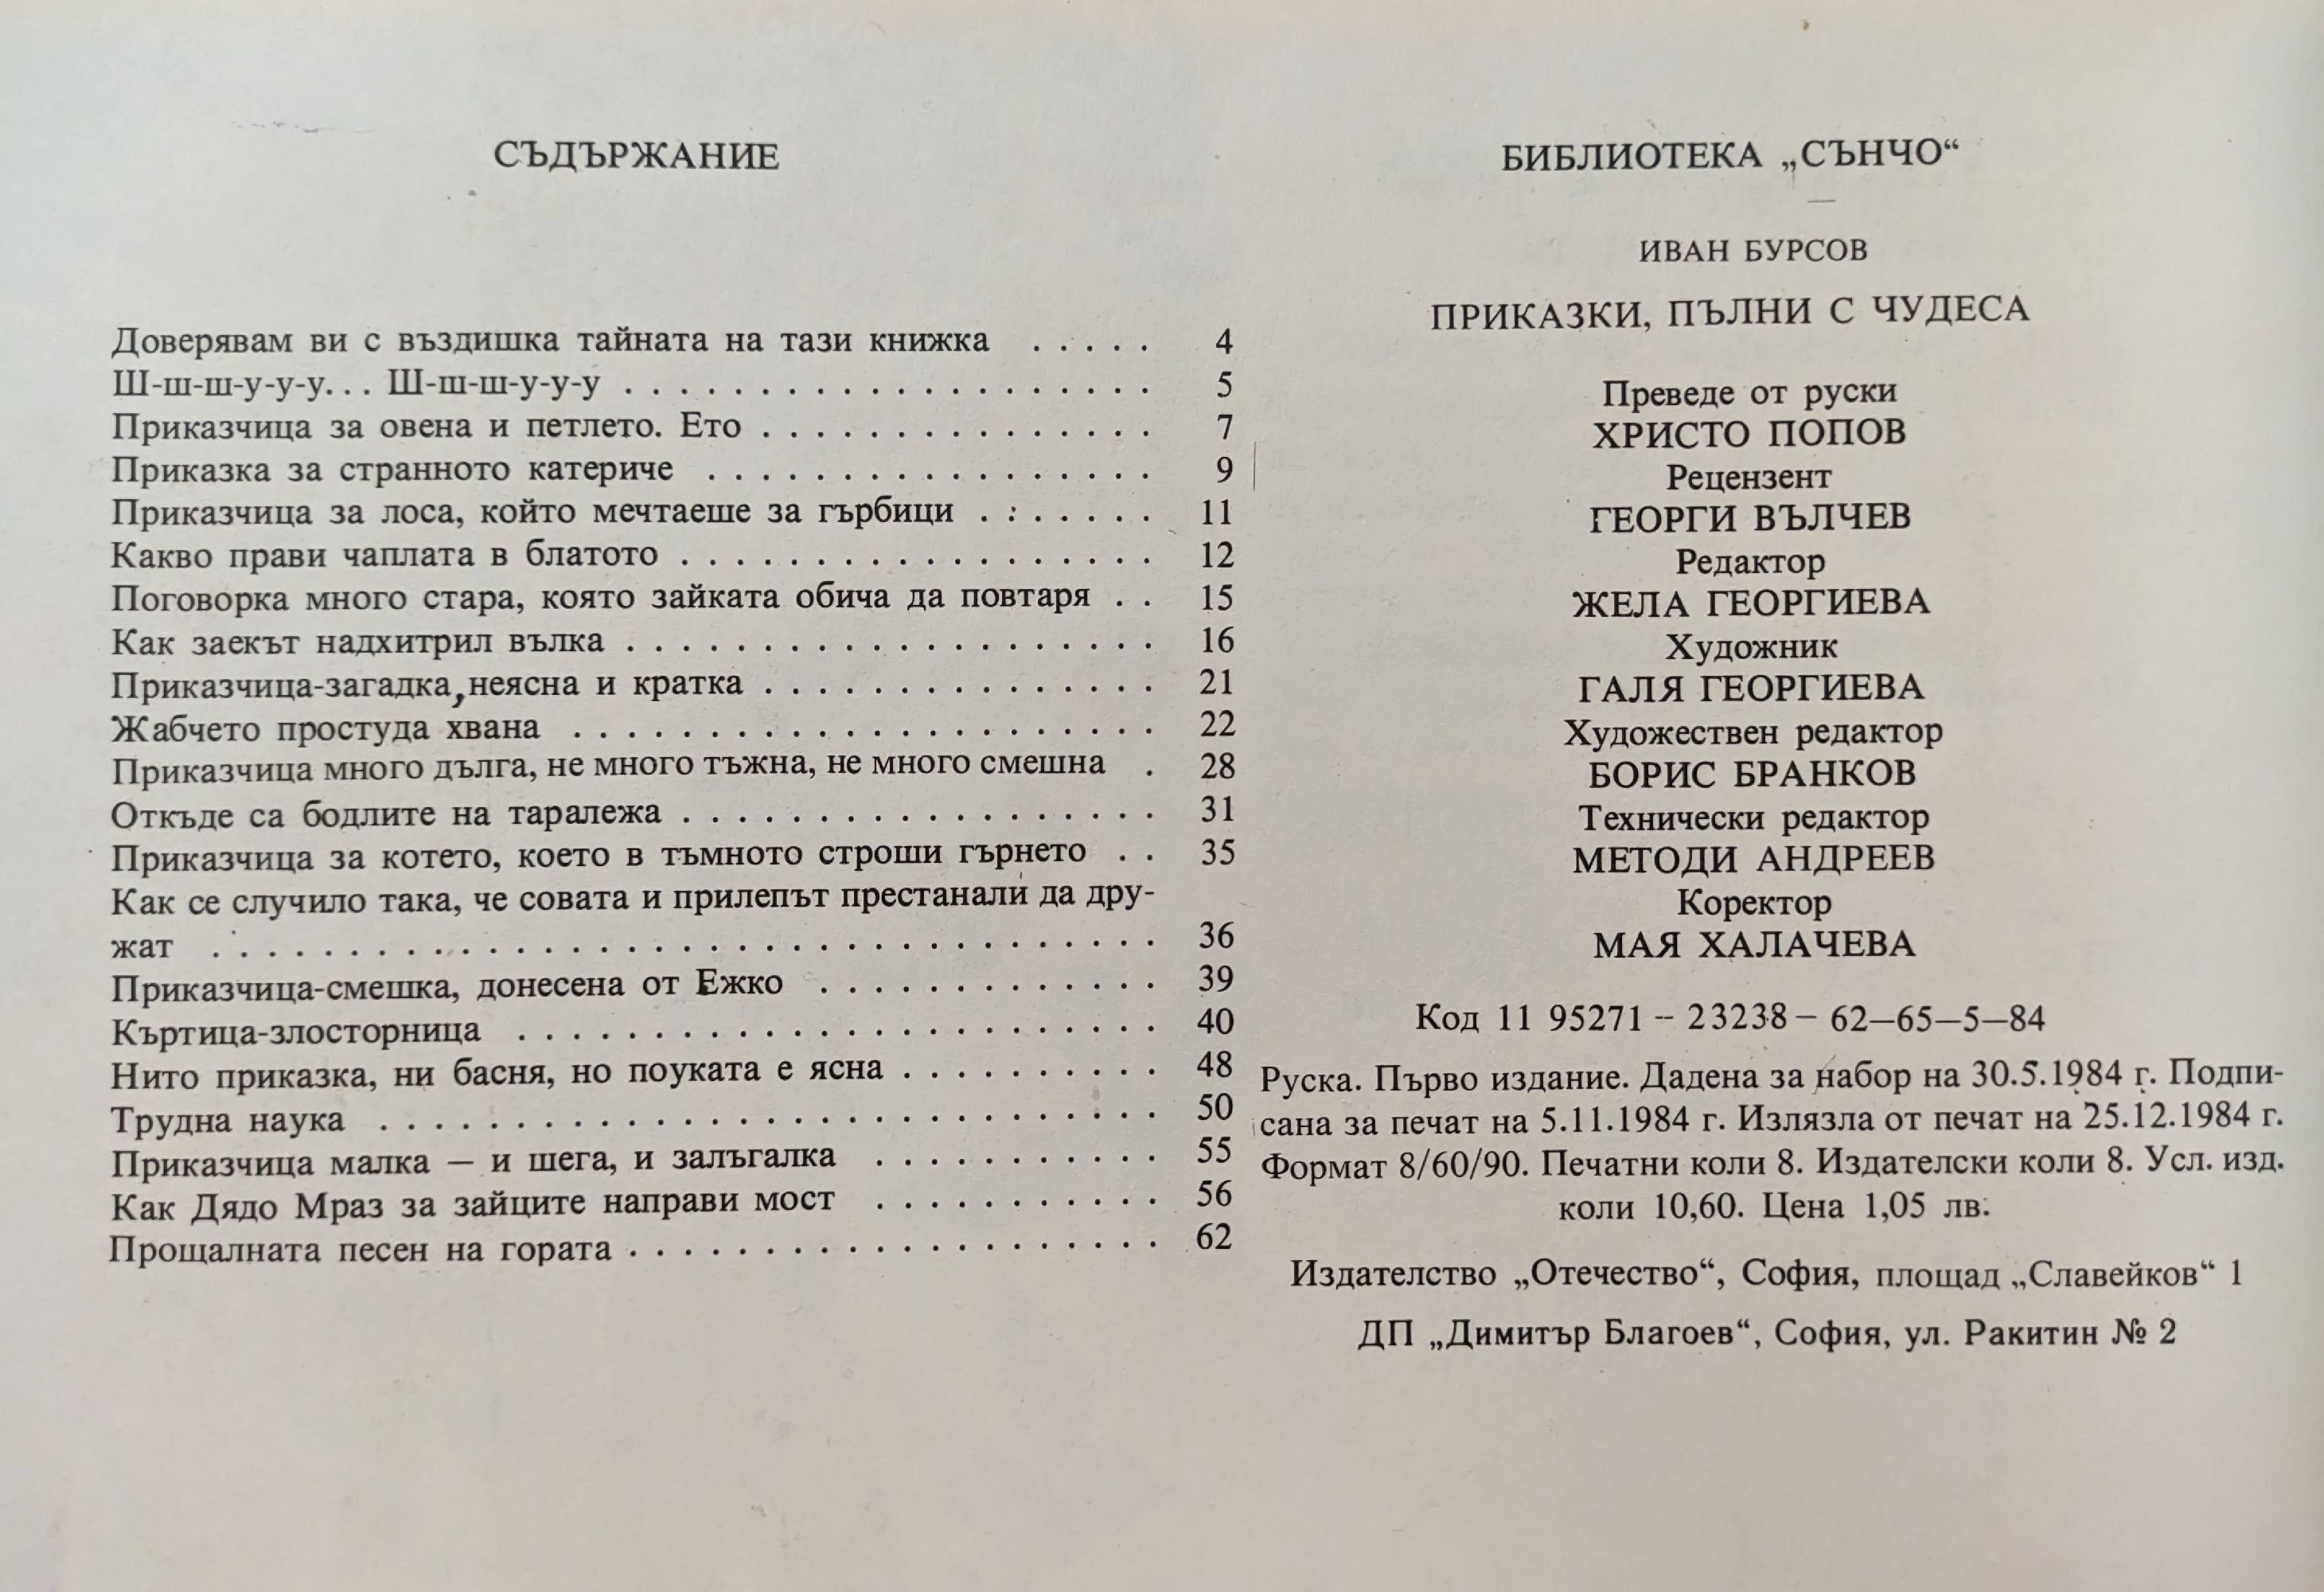 СЪДЪРЖАНИЕ
Доверявам ви с въздишка тайната на тази книжка . . . . . 4
Ш-ш-ш-у-у-у. . . Ш-ш-ш-у-у-у . . . . . . . . . . . . . . . . . . . . 5
Приказчица за овена и петлето. Ето . . . . . . . . . . . . . . . 7
Приказка за странното катериче . . . . . . . . . . . . . . . . . 9
Приказчица за лоса, който мечтаеше за гърбици . : . . . . . 11
Какво прави чаплата в блатото . . . . . . . . . . . . . . . . . . 12
Поговорка много стара, която зайката обича да повтаря . . 15
Как заекът надхитрил вълка . . . . . . . . . . . . . . . . . . . . 16
Приказчица-загадка, неясна и кратка . . . . . . . . . . . . . . . 21
Жабчето простуда хвана . . . . . . . . . . . . . . . . . . . . . . 22
Приказчица много дълга, не много тъжна, не много смешна . 28
Откъде са бодлите на таралежа . . . . . . . . . . . . . . . . . . 31
Приказчица за котето, което в тъмното строши гърнето . . 35
Как се случило така, че совата и прилепът престанали да дру-
жат . . . . . . . . . . . . . . . . . . . . . . . . . . . . . . . . . . . 36
Приказчица-смешка, донесена от Ежко . . . . . . . . . . . . . 39
Къртица-злосторница . . . . . . . . . . . . . . . . . . . . . . . . 40
Нито приказка, ни басня, но поуката е ясна . . . . . . . . . . 48
Трудна наука . . . . . . . . . . . . . . . . . . . . . . . . . . . . . 50
Приказчица малка — и шега, и залъгалка . . . . . . . . . . . 55
Как Дядо Мраз за зайците направи мост . . . . . . . . . . . 56
Прощалната песен на гората . . . . . . . . . . . . . . . . . . . . 62
БИБЛИОТЕКА „СЪНЧО“
ИВАН БУРСОВ
ПРИКАЗКИ, ПЪЛНИ С ЧУДЕСА
Преведе от руски
ХРИСТО ПОПОВ
Рецензент
ГЕОРГИ ВЪЛЧЕВ
Редактор
ЖЕЛА ГЕОРГИЕВА
Художник
ГАЛЯ ГЕОРГИЕВА
Художествен редактор
БОРИС БРАНКОВ
Технически редактор
МЕТОДИ АНДРЕЕВ
Коректор
МАЯ ХАЛАЧЕВА
Код 11 95271 – 23238 – 62—65—5—84
Руска. Първо издание. Дадена за набор на 30.5.1984 г. Подпи-
сана за печат на 5.11.1984 г. Излязла от печат на 25.12.1984 г.
Формат 8/60/90. Печатни коли 8. Издателски коли 8. Усл. изд.
коли 10,60. Цена 1,05 лв.
Издателство „Отечество“, София, площад „Славейков“ 1
ДП „Димитър Благоев“, София, ул. Ракитин № 2